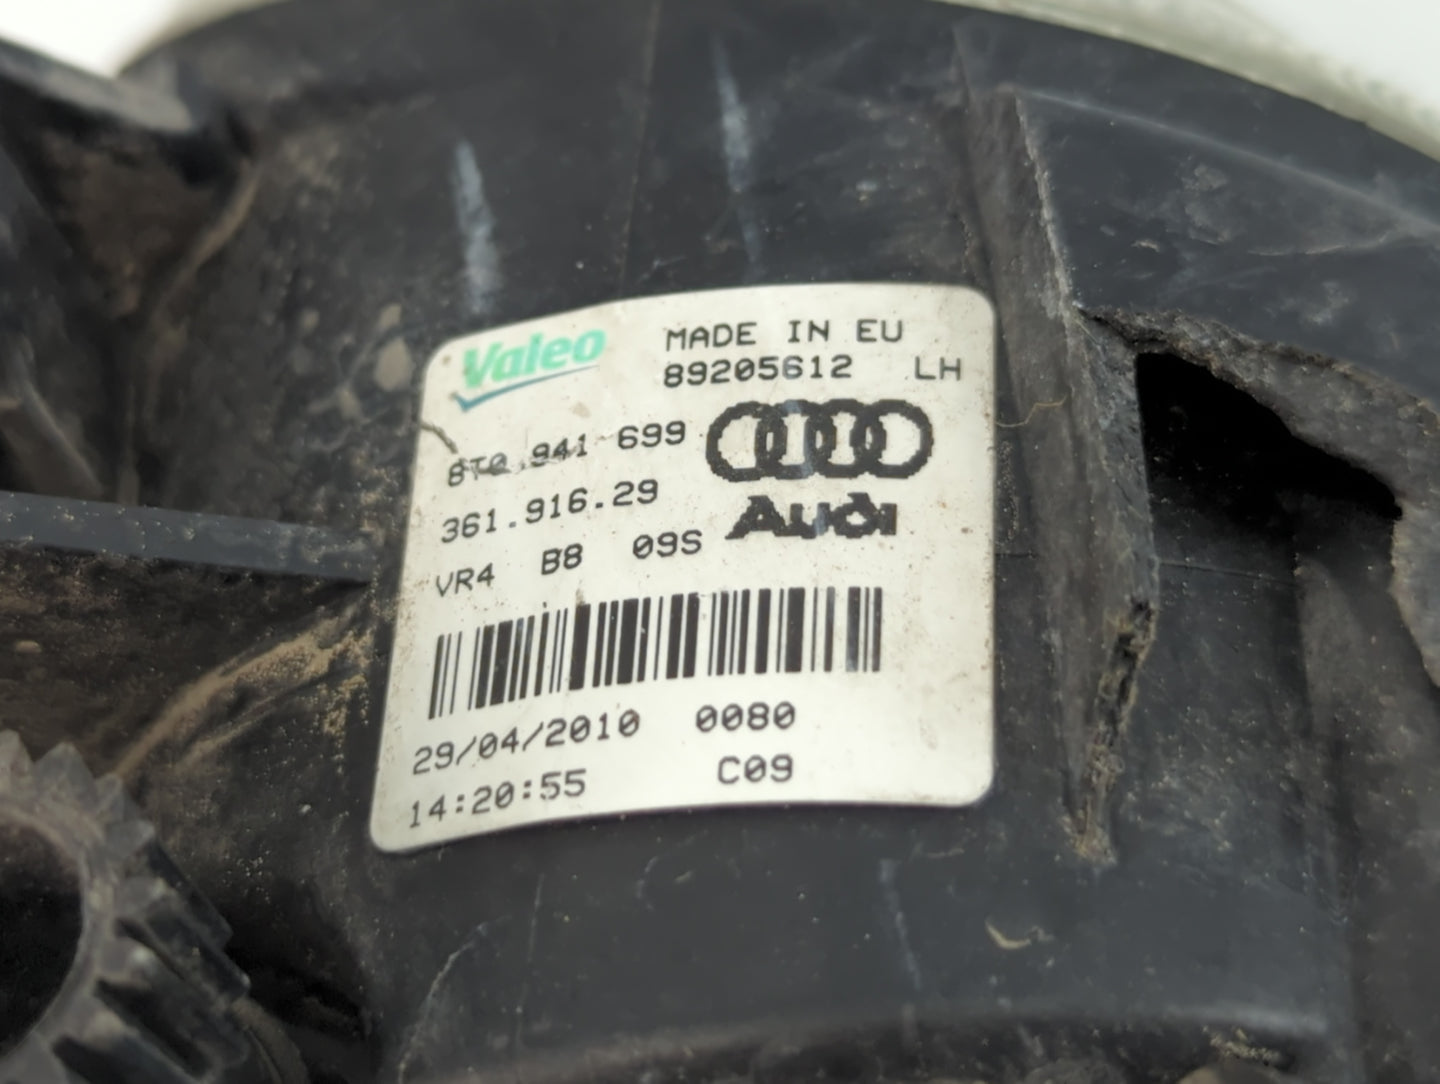 Valeo
MADE IN EU
89205612 LH
8T0.941 699
361.916.29
Audi
VR4 B8 09S
29/04/2010 0080
14:20:55 C09